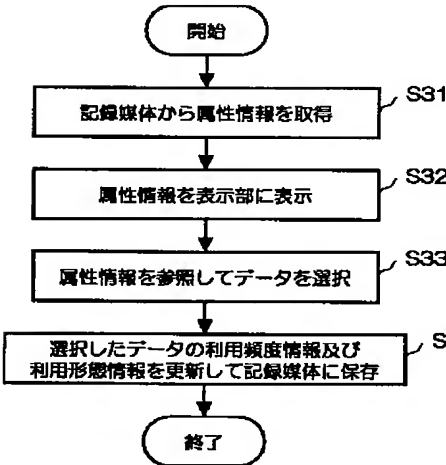 開始
S31
記録媒体から属性情報を取得
S32
属性情報を表示部に表示
S33
属性情報を参照してデータを選択
S
選択したデータの利用頻度情報及び
利用形態情報を更新して記録媒体に保存
終了